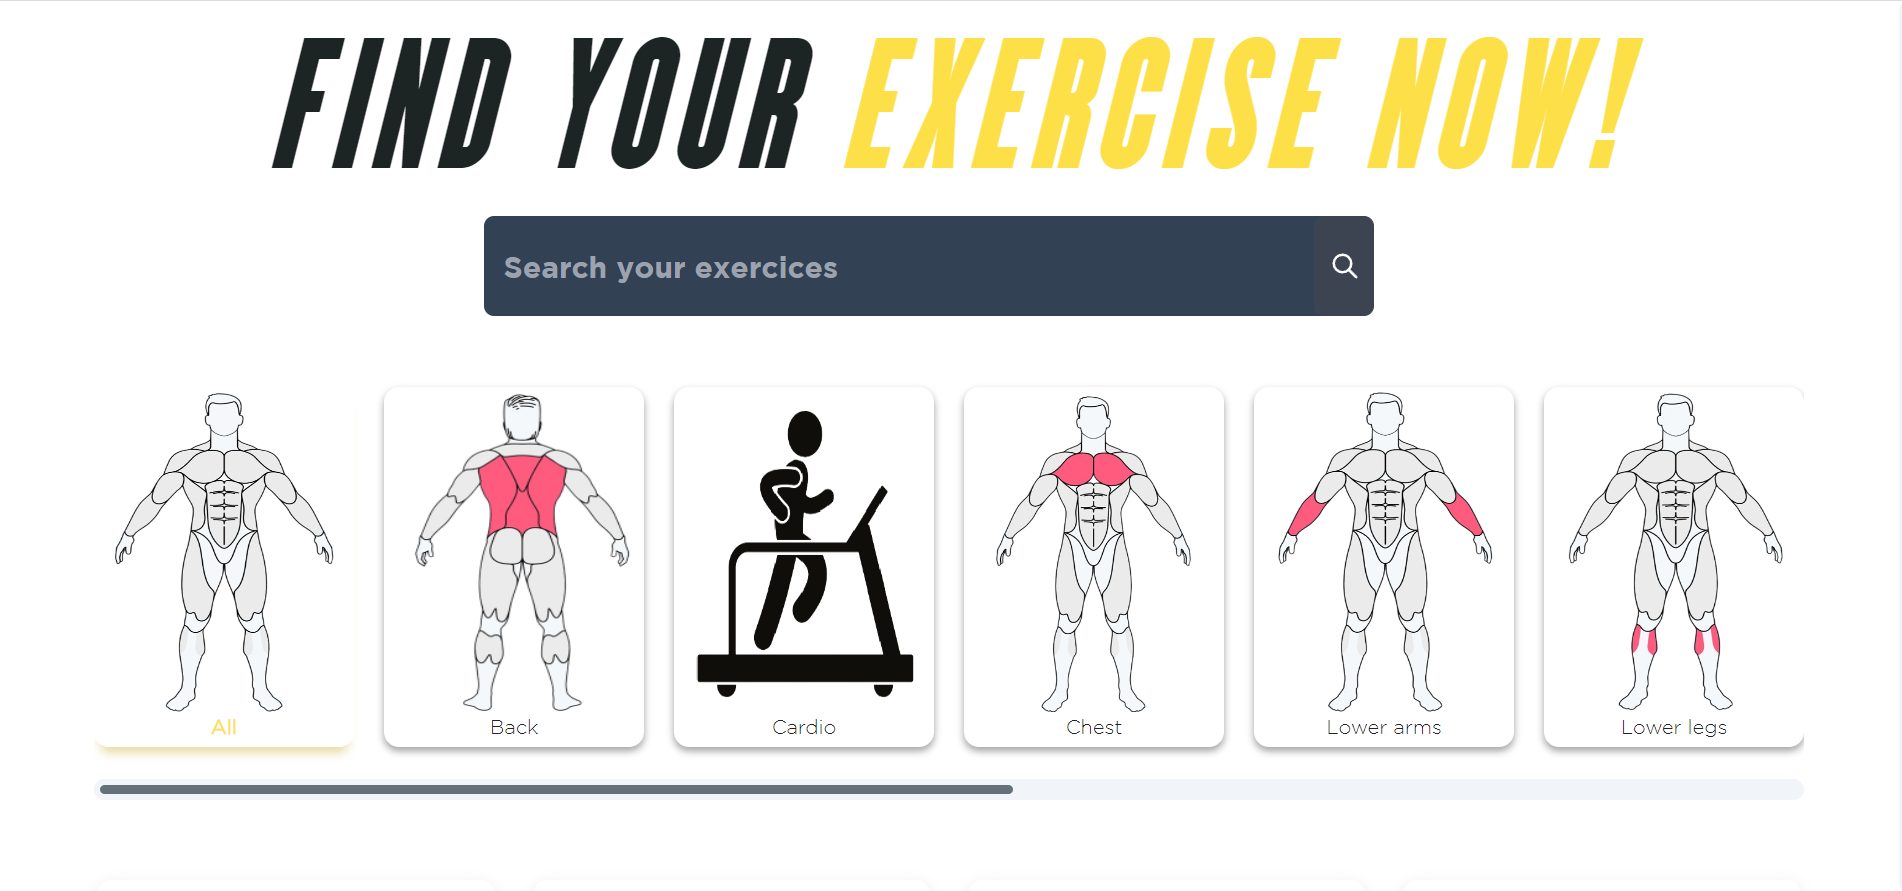 FIND YOUR EXERCISE NOW!
Search your exercices
All
Back
Cardio
Chest
Lower arms
Lower legs